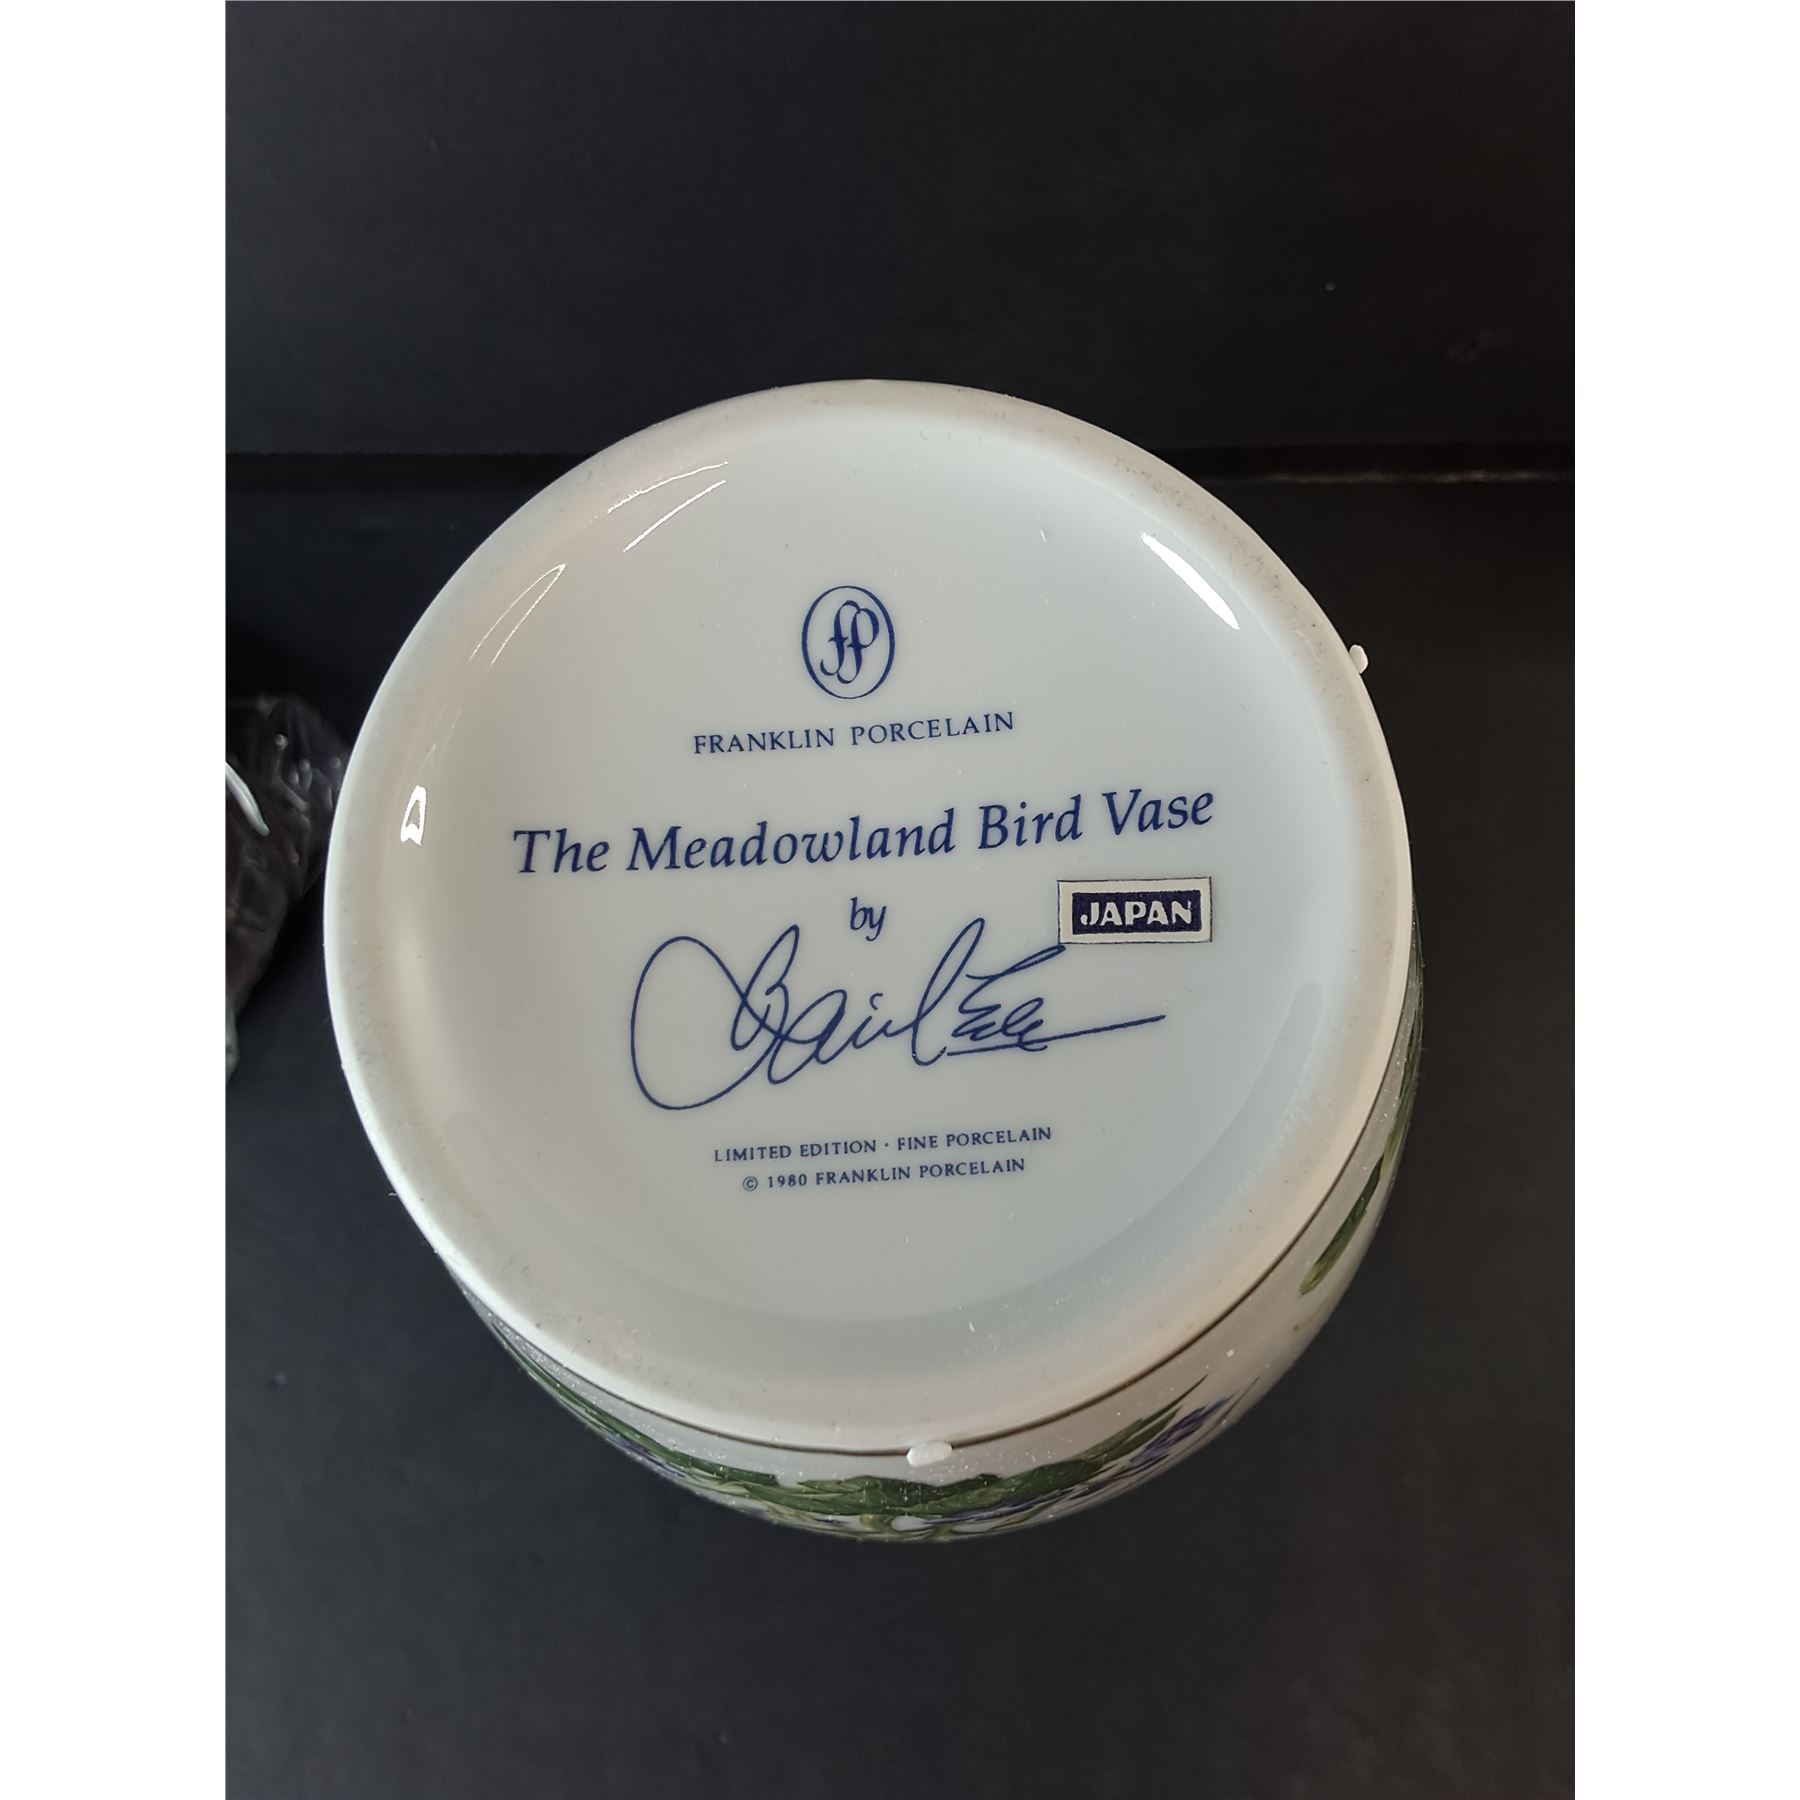 FP
FRANKLIN PORCELAIN
The Meadowland Bird Vase
by
JAPAN
LIMITED EDITION · FINE PORCELAIN
© 1980 FRANKLIN PORCELAIN